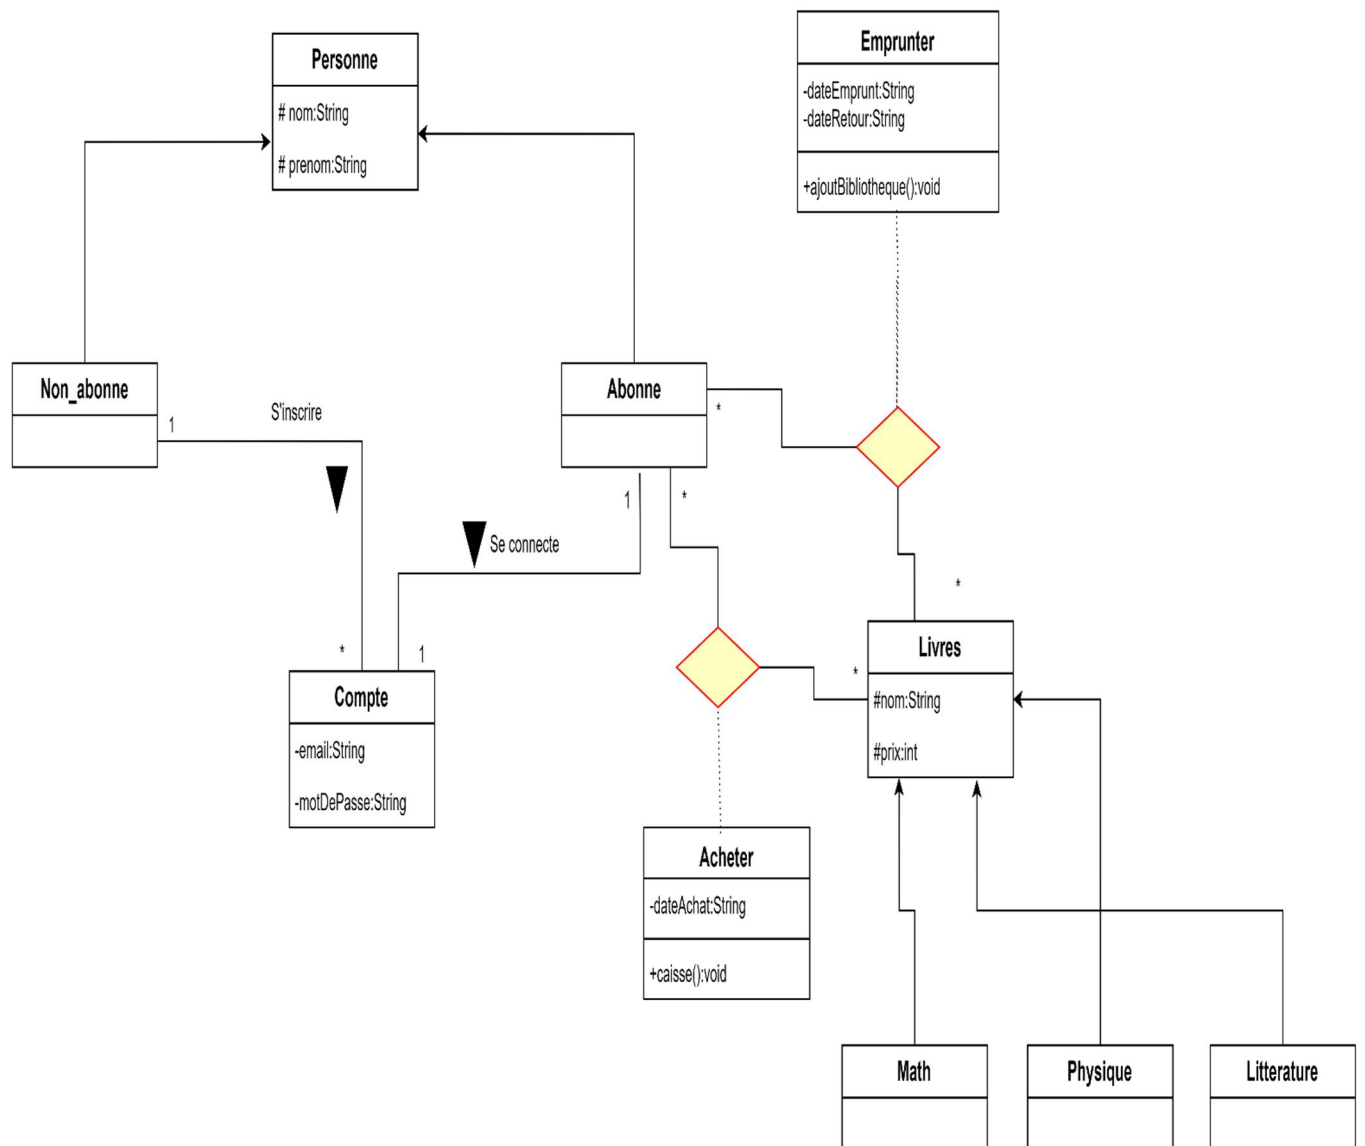 Personne
# nom:String
# prenom:String
Emprunter
-dateEmprunt:String
-dateRetour:String
+ajoutBibliotheque():void
Non_abonne
1
S'inscrire
*
Abonne
*
1
*
Se connecte
1
*
*
Compte
-email:String
-motDePasse:String
Livres
#nom:String
#prix:int
Acheter
-dateAchat:String
+caisse():void
Math
Physique
Litterature